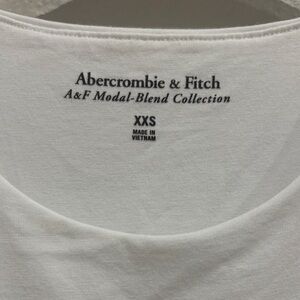 Abercrombie & Fitch
A&F Modal-Blend Collection
XXS
MADE IN
VIETNAM